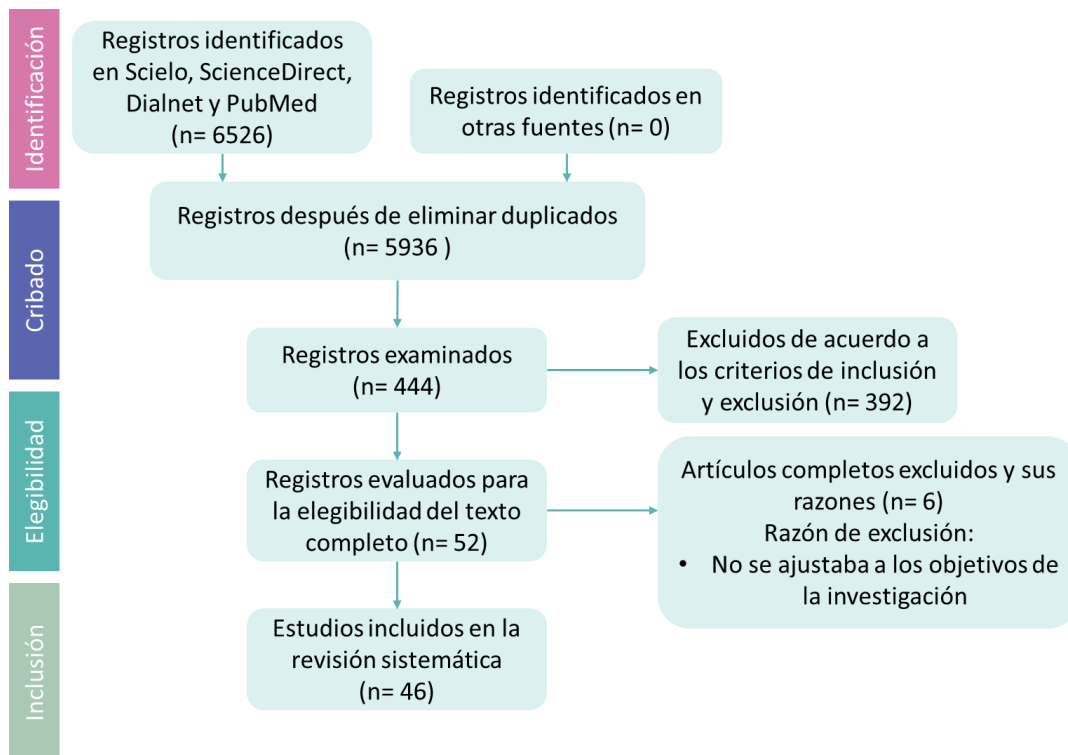 Identificación
Registros identificados
en Scielo, ScienceDirect,
Dialnet y PubMed
(n= 6526)
Registros identificados en
otras fuentes (n= 0)
Cribado
Registros después de eliminar duplicados
(n= 5936 )
Registros examinados
(n= 444)
Excluidos de acuerdo a
los criterios de inclusión
y exclusión (n= 392)
Elegibilidad
Registros evaluados para
la elegibilidad del texto
completo (n= 52)
Artículos completos excluidos y sus
razones (n= 6)
Razón de exclusión:
• No se ajustaba a los objetivos de
la investigación
Inclusión
Estudios incluidos en la
revisión sistemática
(n= 46)